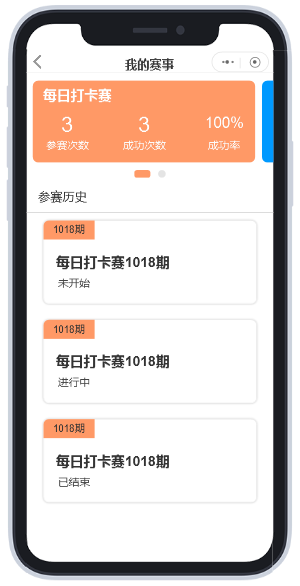 我的赛事
每日打卡赛
3 3 100%
参赛次数 成功次数 成功率
参赛历史
1018期
每日打卡赛1018期
未开始
1018期
每日打卡赛1018期
进行中
1018期
每日打卡赛1018期
已结束